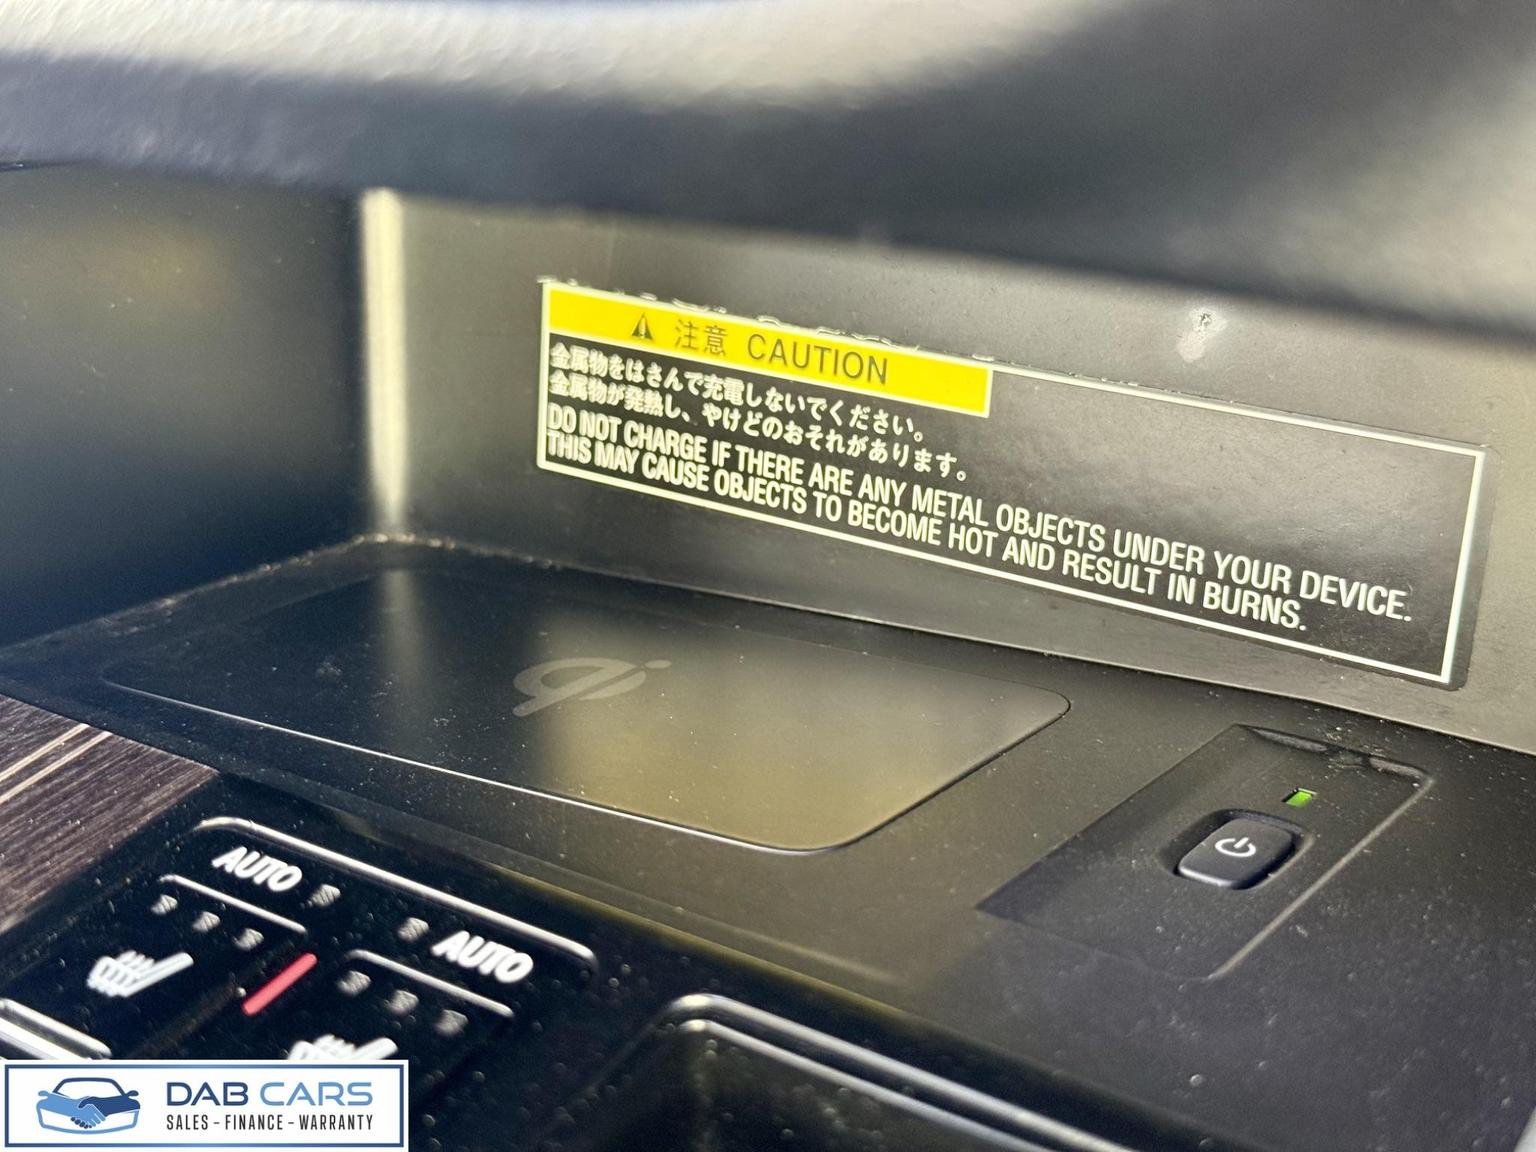 注意 CAUTION
金属物をはさんで充電しないでください。
金属物が発熱し、やけどのおそれがあります。
DO NOT CHARGE IF THERE ARE ANY METAL OBJECTS UNDER YOUR DEVICE.
THIS MAY CAUSE OBJECTS TO BECOME HOT AND RESULT IN BURNS.
qi
AUTO
AUTO
DAB CARS
SALES - FINANCE - WARRANTY